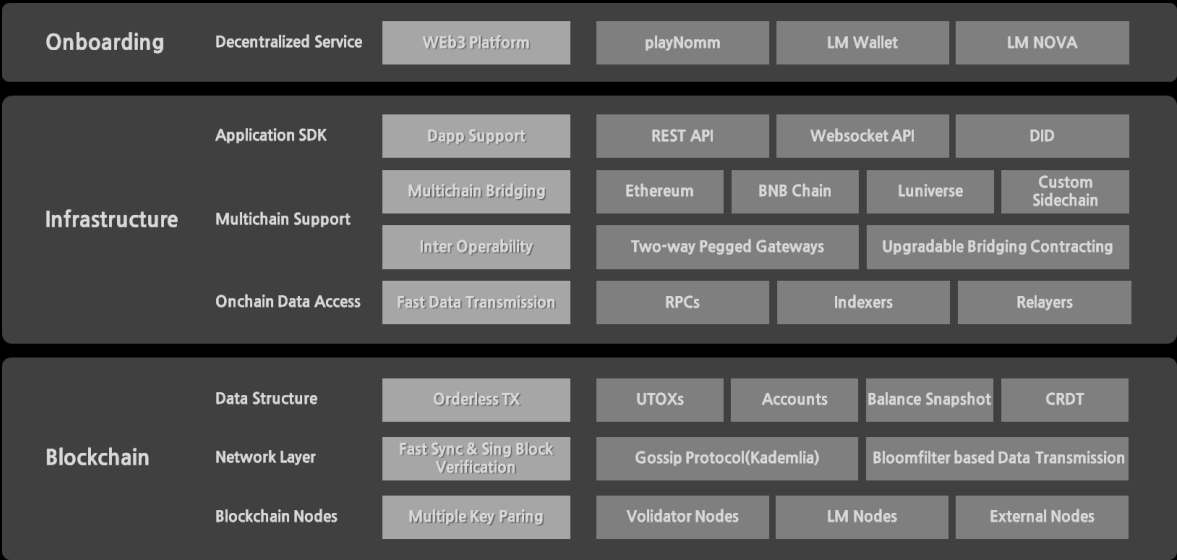 Onboarding
Decentralized Service
WEb3 Platform
playNomm
LM Wallet
LM NOVA
Infrastructure
Application SDK
Dapp Support
REST API
Websocket API
DID
Multichain Support
Multichain Bridging
Ethereum
BNB Chain
Luniverse
Custom
Sidechain
Inter Operability
Two-way Pegged Gateways
Upgradable Bridging Contracting
Onchain Data Access
Fast Data Transmission
RPCs
Indexers
Relayers
Blockchain
Data Structure
Orderless TX
UTOXs
Accounts
Balance Snapshot
CRDT
Network Layer
Fast Sync & Sing Block
Verification
Gossip Protocol(Kademlia)
Bloomfilter based Data Transmission
Blockchain Nodes
Multiple Key Paring
Volidator Nodes
LM Nodes
External Nodes